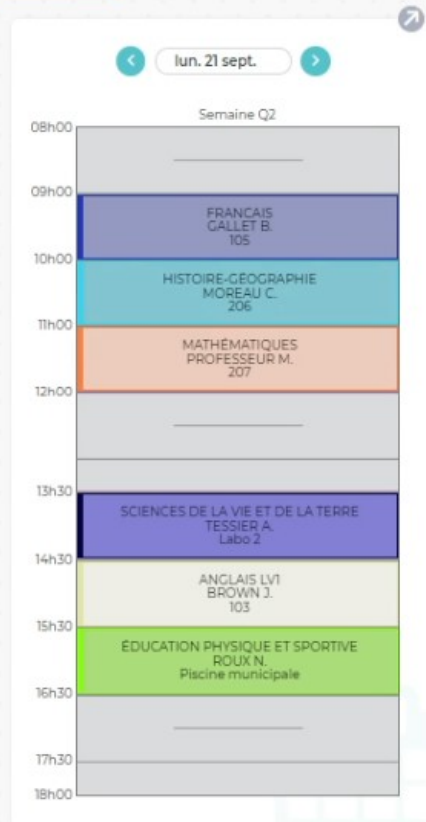 lun. 21 sept.
Semaine Q2
08h00
09h00
FRANCAIS
GALLET B.
105
10h00
HISTOIRE-GÉOGRAPHIE
MOREAU C.
206
11h00
MATHÉMATIQUES
PROFESSEUR M.
207
12h00
13h30
SCIENCES DE LA VIE ET DE LA TERRE
TESSIER A.
Labo 2
14h30
ANGLAIS LV1
BROWN J.
103
15h30
ÉDUCATION PHYSIQUE ET SPORTIVE
ROUX N.
Piscine municipale
16h30
17h30
18h00